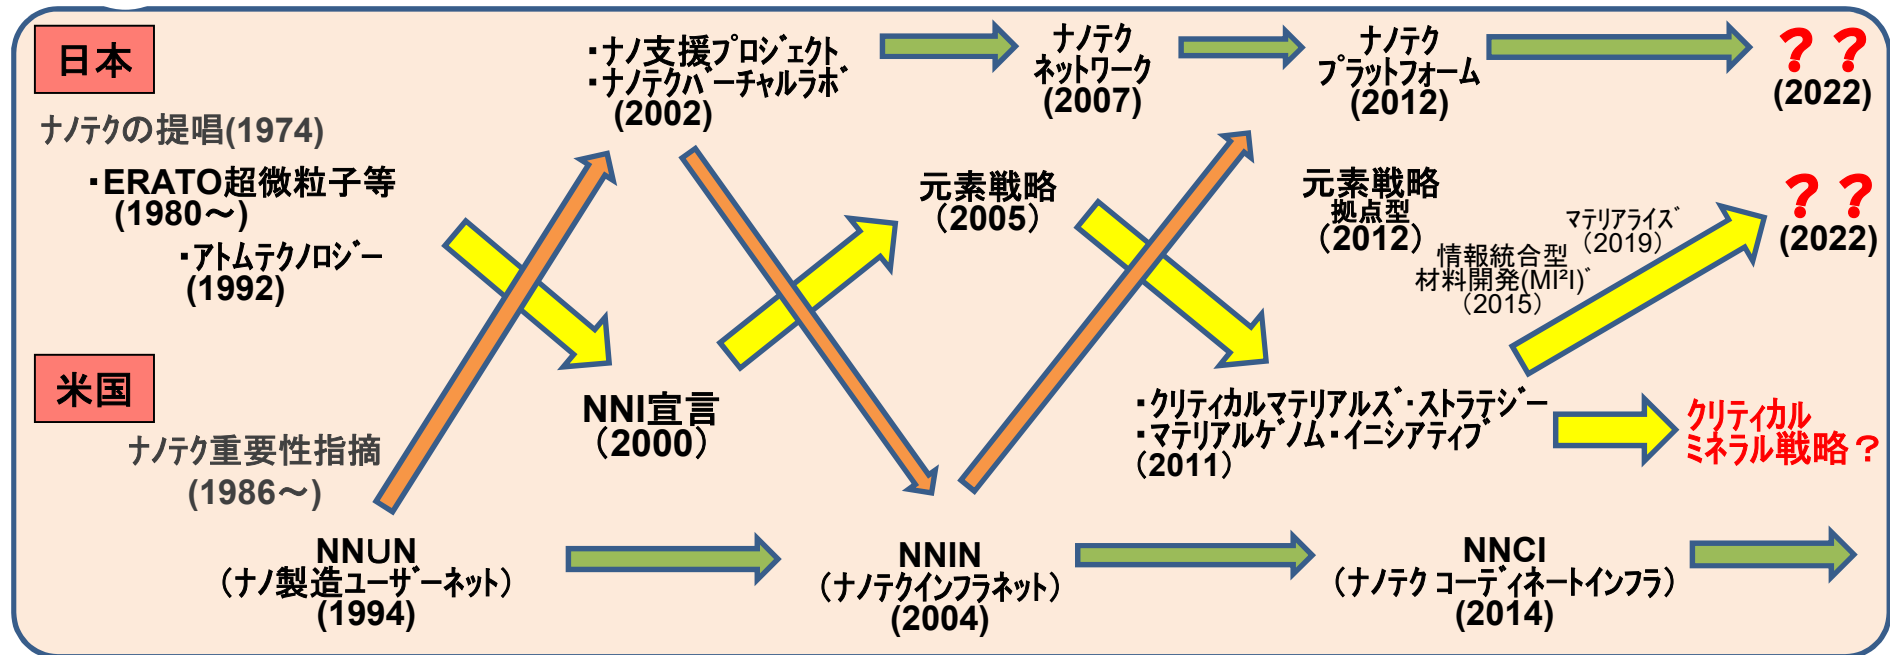 日本
ナノテクの提唱(1974)
・ERATO超微粒子等
(1980～)
・アトムテクノロジー
(1992)
・ナノ支援プロジェクト
・ナノテクバーチャルラボ
(2002)
ナノテク
ネットワーク
(2007)
ナノテク
プラットフォーム
(2012)
？？
(2022)
元素戦略
（2005）
元素戦略
拠点型
（2012）
情報統合型
材料開発(MI²I)゛
（2015）
マテリアライズ
（2019）
？？
(2022)
米国
ナノテク重要性指摘
(1986～)
NNI宣言
（2000）
・クリティカルマテリアルズ・ストラテジー
・マテリアルゲノム・イニシアティブ
（2011）
クリティカル
ミネラル戦略？
NNUN
（ナノ製造ユーザーネット）
(1994)
NNIN
（ナノテクインフラネット）
(2004)
NNCI
（ナノテク コーディネートインフラ）
(2014)